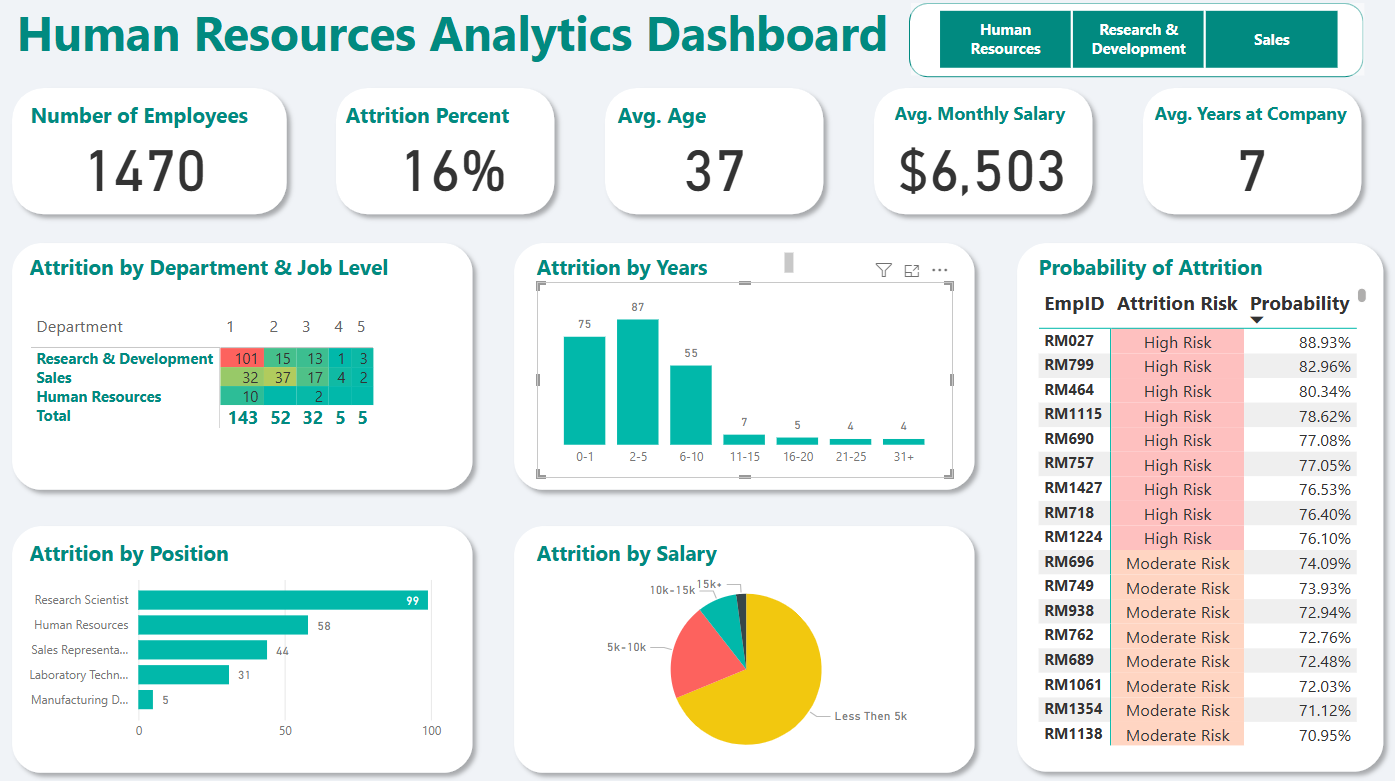 Human Resources Analytics Dashboard
Human Resources
Research & Development
Sales
Number of Employees
1470
Attrition Percent
16%
Avg. Age
37
Avg. Monthly Salary
$6,503
Avg. Years at Company
7
Attrition by Department & Job Level
Department 1 2 3 4 5
Research & Development 101 15 13 1 3
Sales 32 37 17 4 2
Human Resources 10 2
Total 143 52 32 5 5
Attrition by Years
75 87 55 7 5 4 4
0-1 2-5 6-10 11-15 16-20 21-25 31+
Probability of Attrition
EmpID Attrition Risk Probability
RM027 High Risk 88.93%
RM799 High Risk 82.96%
RM464 High Risk 80.34%
RM1115 High Risk 78.62%
RM690 High Risk 77.08%
RM757 High Risk 77.05%
RM1427 High Risk 76.53%
RM718 High Risk 76.40%
RM1224 High Risk 76.10%
RM696 Moderate Risk 74.09%
RM749 Moderate Risk 73.93%
RM938 Moderate Risk 72.94%
RM762 Moderate Risk 72.76%
RM689 Moderate Risk 72.48%
RM1061 Moderate Risk 72.03%
RM1354 Moderate Risk 71.12%
RM1138 Moderate Risk 70.95%
Attrition by Position
Research Scientist 99
Human Resources 58
Sales Representa... 44
Laboratory Techn... 31
Manufacturing D... 5
0 50 100
Attrition by Salary
15k+
10k-15k
5k-10k
Less Then 5k